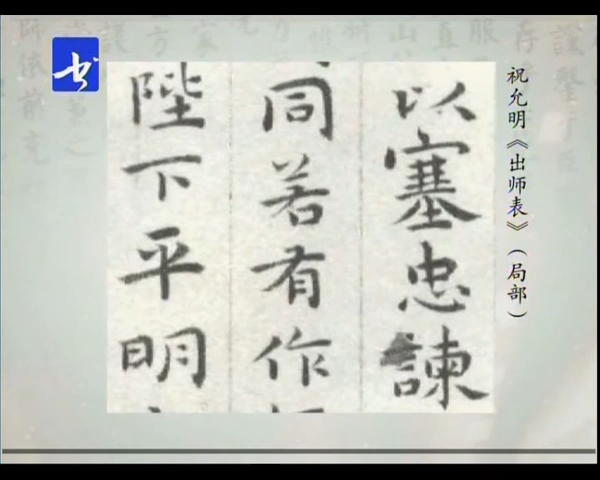 以塞忠諫
同若有作
陛下平明
祝允明《出师表》（局部）
书